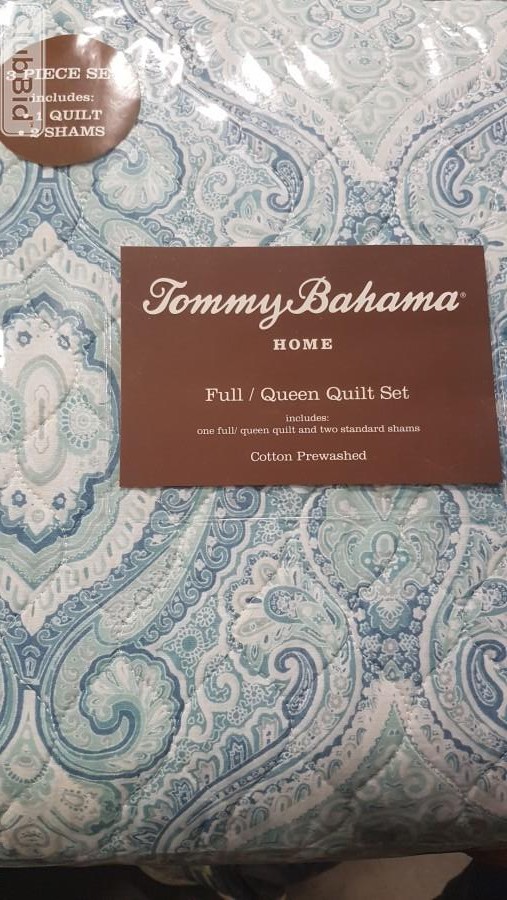 3 PIECE SE
includes:
1 QUILT
• 2 SHAMS
ClubBid
Tommy Bahama®
HOME
Full / Queen Quilt Set
includes:
one full/ queen quilt and two standard shams
Cotton Prewashed